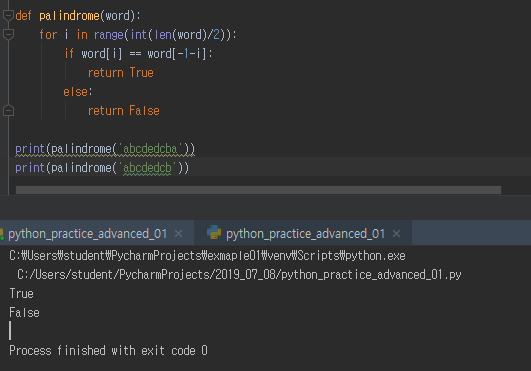 def palindrome(word):
    for i in range(int(len(word)/2)):
        if word[i] == word[-1-i]:
            return True
        else:
            return False
print(palindrome('abcdedcba'))
print(palindrome('abcdedcb'))
python_practice_advanced_01 × python_practice_advanced_01 ×
C:₩Users₩student₩PycharmProjects₩exmaple01₩venv₩Scripts₩python.exe
 C:/Users/student/PycharmProjects/2019_07_08/python_practice_advanced_01.py
True
False
Process finished with exit code 0